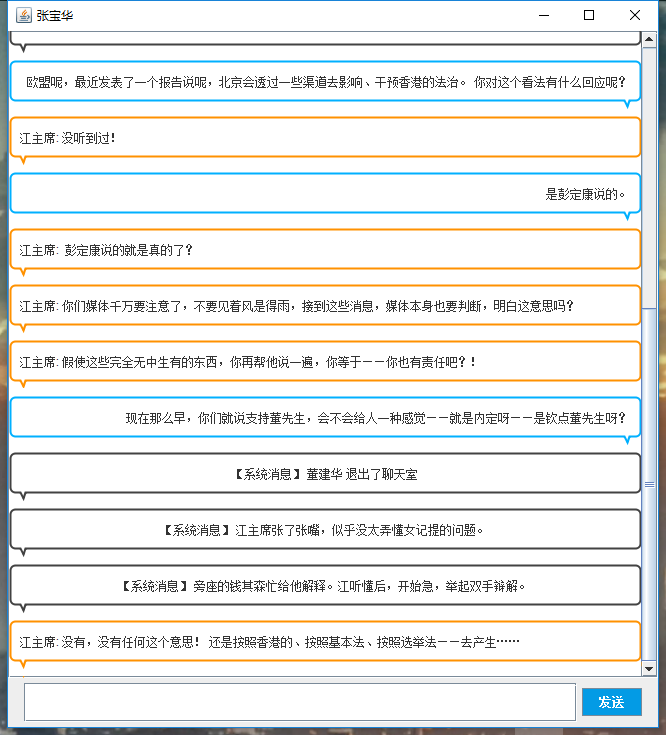 张宝华
欧盟呢，最近发表了一个报告说呢，北京会透过一些渠道去影响、干预香港的法治。 你对这个看法有什么回应呢？
江主席: 没听到过！
是彭定康说的。
江主席: 彭定康说的就是真的了？
江主席: 你们媒体千万要注意了，不要见着风是得雨，接到这些消息，媒体本身也要判断，明白这意思吗？
江主席: 假使这些完全无中生有的东西，你再帮他说一遍，你等于——你也有责任吧？！
现在那么早，你们就说支持董先生，会不会给人一种感觉——就是内定呀——是钦点董先生呀？
【系统消息】董建华 退出了聊天室
【系统消息】江主席张了张嘴，似乎没太弄懂女记提的问题。
【系统消息】旁座的钱其琛忙给他解释。江听懂后，开始急，举起双手辩解。
江主席: 没有，没有任何这个意思！ 还是按照香港的、按照基本法、按照选举法——去产生……
发送